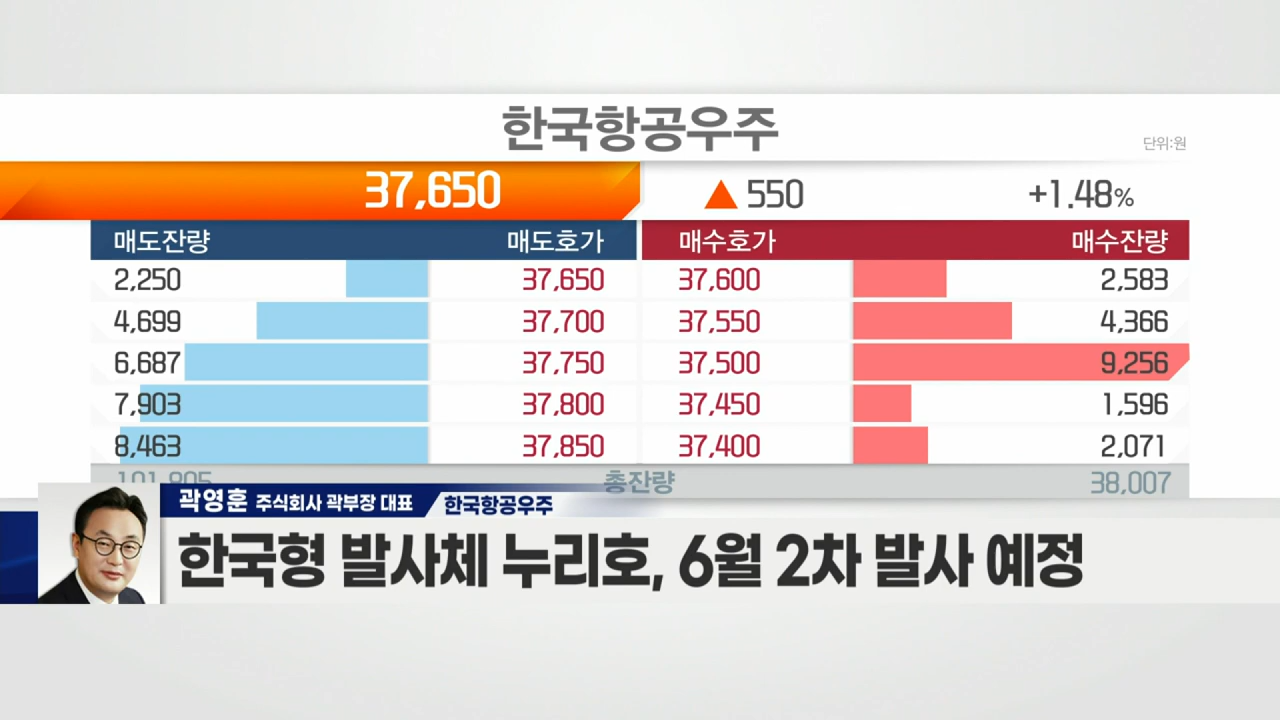 한국항공우주
단위:원
37,650 ▲ 550 +1.48%
매도잔량 매도호가 매수호가 매수잔량
2,250 37,650 37,600 2,583
4,699 37,700 37,550 4,366
6,687 37,750 37,500 9,256
7,903 37,800 37,450 1,596
8,463 37,850 37,400 2,071
총잔량 38,007
곽영훈 주식회사 곽부장 대표 한국항공우주
한국형 발사체 누리호, 6월 2차 발사 예정